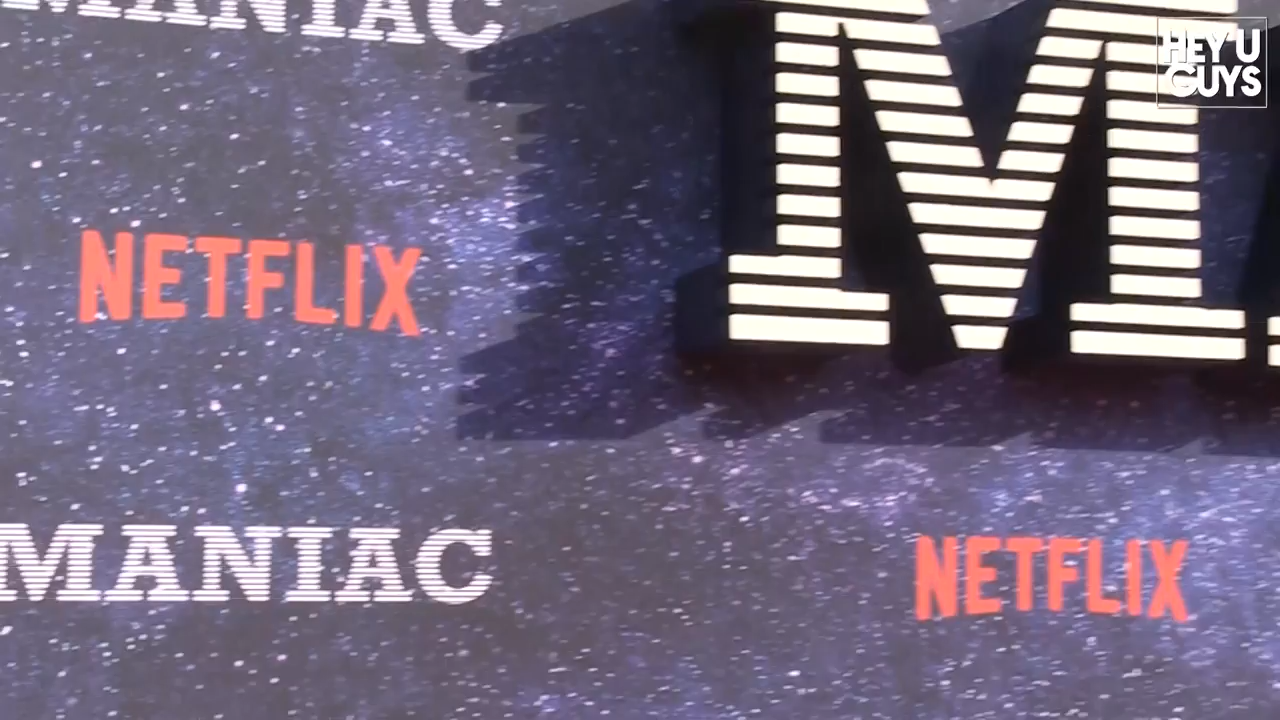 MANIAC
HEY U
GUYS
M
NETFLIX
MANIAC
NETFLIX